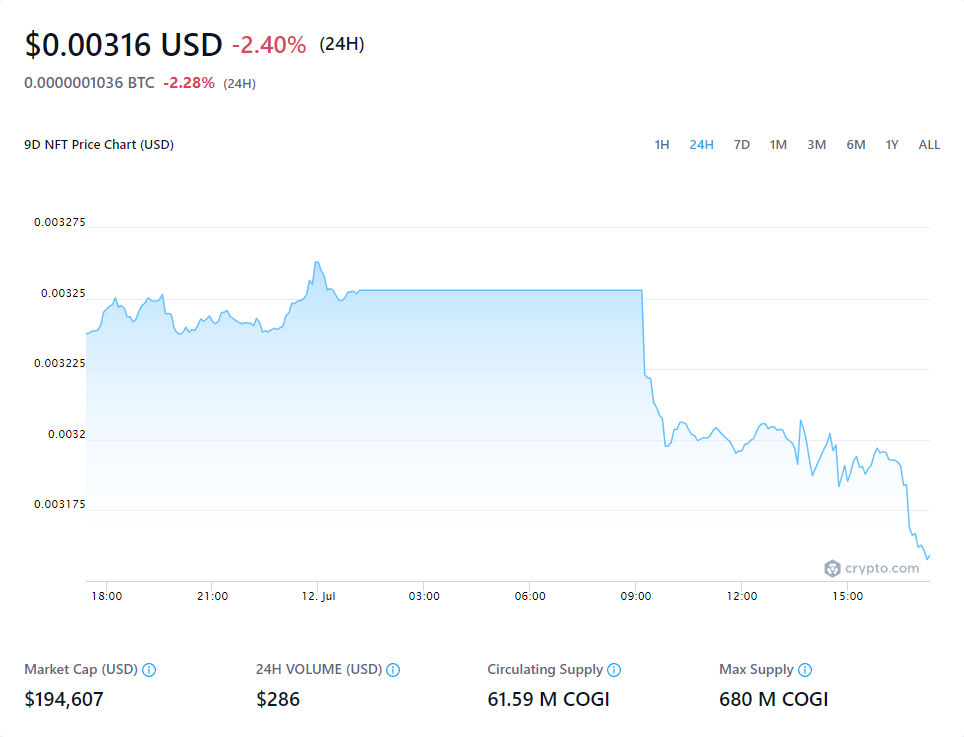 $0.00316 USD -2.40% (24H)
0.0000001036 BTC -2.28% (24H)
9D NFT Price Chart (USD) 1H 24H 7D 1M 3M 6M 1Y ALL
0.003275
0.00325
0.003225
0.0032
0.003175
crypto.com
18:00 21:00 12. Jul 03:00 06:00 09:00 12:00 15:00
Market Cap (USD) 24H VOLUME (USD) Circulating Supply Max Supply
$194,607 $286 61.59 M COGI 680 M COGI